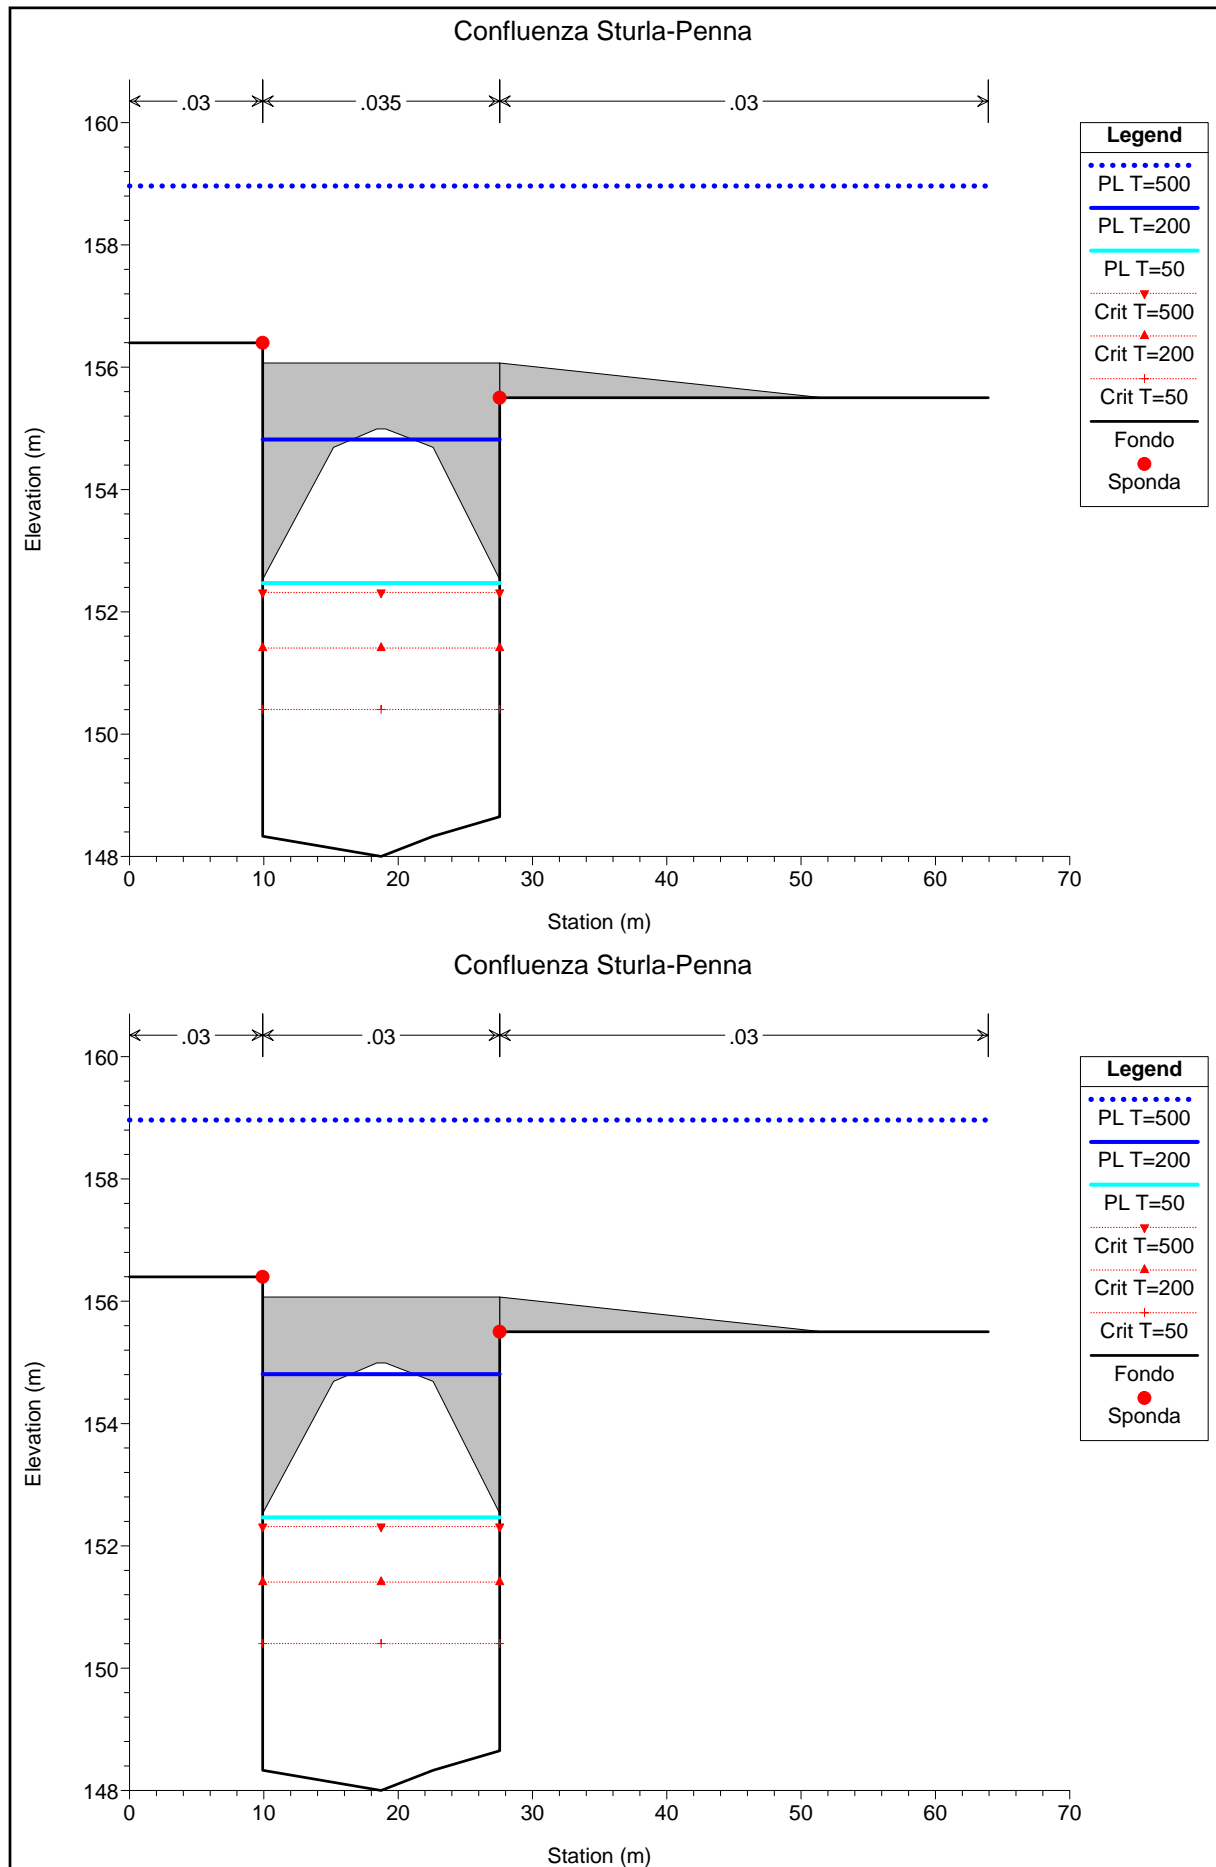 Confluenza Sturla-Penna
.03
.035
.03
160
158
156
154
152
150
148
Elevation (m)
0
10
20
30
40
50
60
70
Station (m)
Legend
PL T=500
PL T=200
PL T=50
Crit T=500
Crit T=200
Crit T=50
Fondo
Sponda
Confluenza Sturla-Penna
.03
.03
.03
160
158
156
154
152
150
148
Elevation (m)
0
10
20
30
40
50
60
70
Station (m)
Legend
PL T=500
PL T=200
PL T=50
Crit T=500
Crit T=200
Crit T=50
Fondo
Sponda